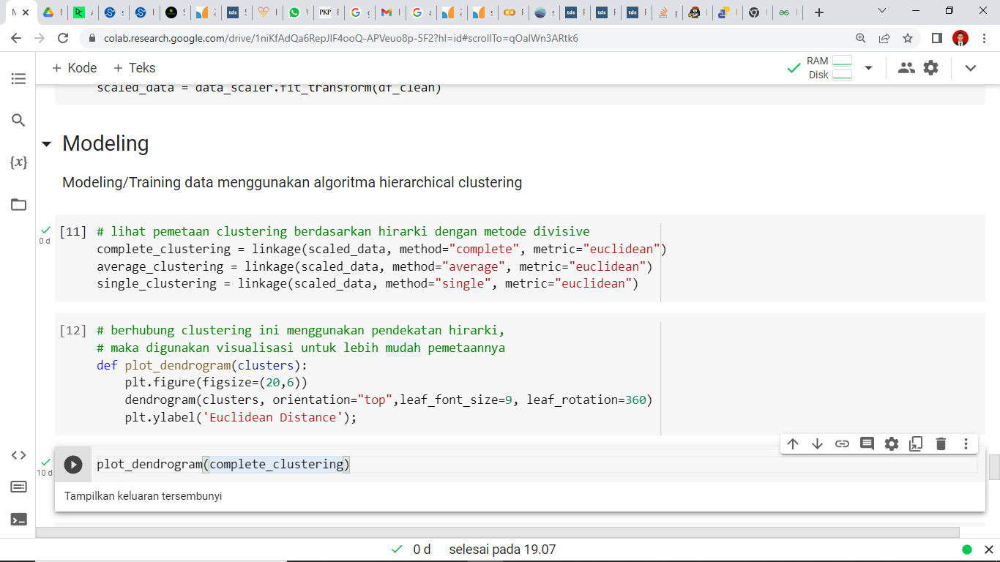 colab.research.google.com/drive/1niKfAdQa6RepJIF4ooQ-APVeuo8p-5F2?hl=id#scrollTo=qOalWn3ARtk6
+ Kode + Teks
RAM
Disk
scaled_data = data_scaler.fit_transform(df_clean)
Modeling
Modeling/Training data menggunakan algoritma hierarchical clustering
0 d
[11] # lihat pemetaan clustering berdasarkan hirarki dengan metode divisive
complete_clustering = linkage(scaled_data, method="complete", metric="euclidean")
average_clustering = linkage(scaled_data, method="average", metric="euclidean")
single_clustering = linkage(scaled_data, method="single", metric="euclidean")
[12] # berhubung clustering ini menggunakan pendekatan hirarki,
# maka digunakan visualisasi untuk lebih mudah pemetaannya
def plot_dendrogram(clusters):
plt.figure(figsize=(20,6))
dendrogram(clusters, orientation="top",leaf_font_size=9, leaf_rotation=360)
plt.ylabel('Euclidean Distance');
10 d
plot_dendrogram(complete_clustering)
Tampilkan keluaran tersembunyi
0 d selesai pada 19.07